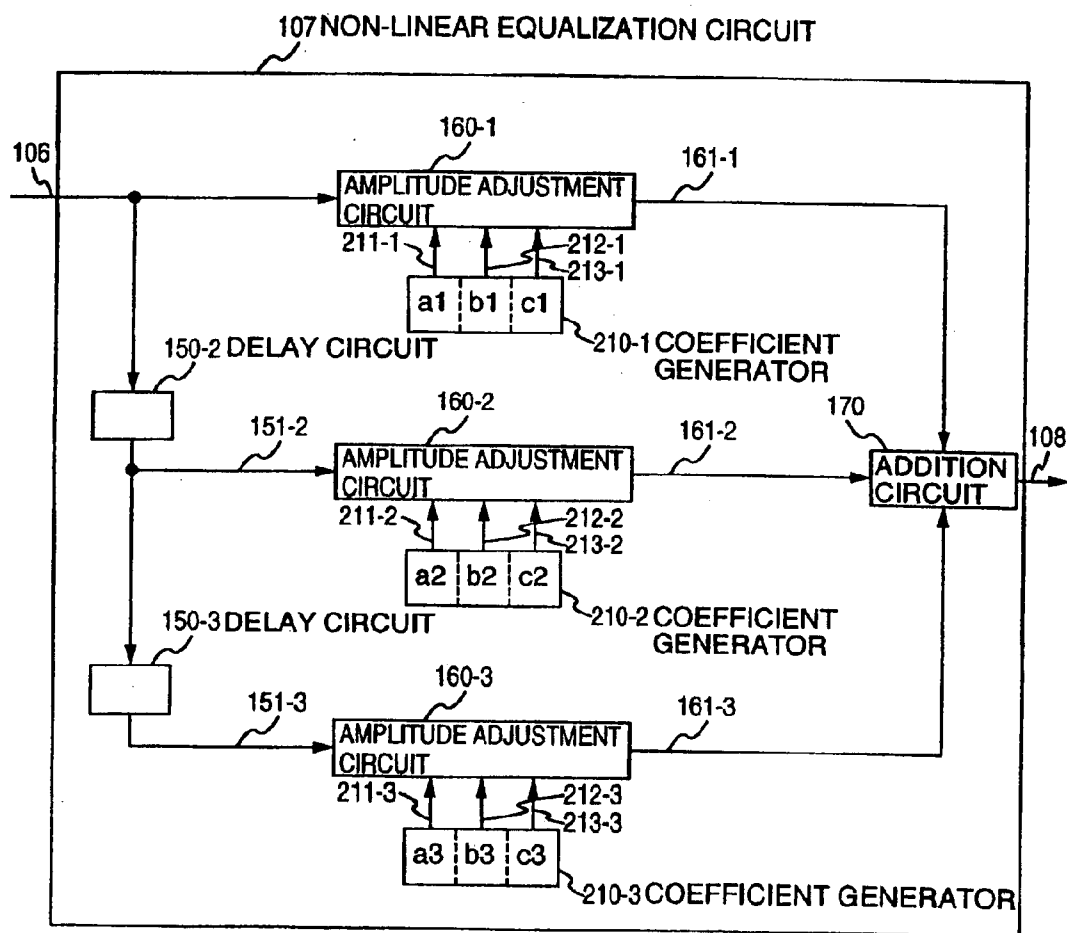 107 NON-LINEAR EQUALIZATION CIRCUIT
106
160-1
161-1
AMPLITUDE ADJUSTMENT
CIRCUIT
211-1
212-1
213-1
a1 b1 c1
210-1 COEFFICIENT
GENERATOR
150-2 DELAY CIRCUIT
151-2
160-2
161-2
170
108
AMPLITUDE ADJUSTMENT
CIRCUIT
ADDITION
CIRCUIT
211-2
212-2
213-2
a2 b2 c2
210-2 COEFFICIENT
GENERATOR
150-3 DELAY CIRCUIT
151-3
160-3
161-3
AMPLITUDE ADJUSTMENT
CIRCUIT
211-3
212-3
213-3
a3 b3 c3
210-3 COEFFICIENT GENERATOR